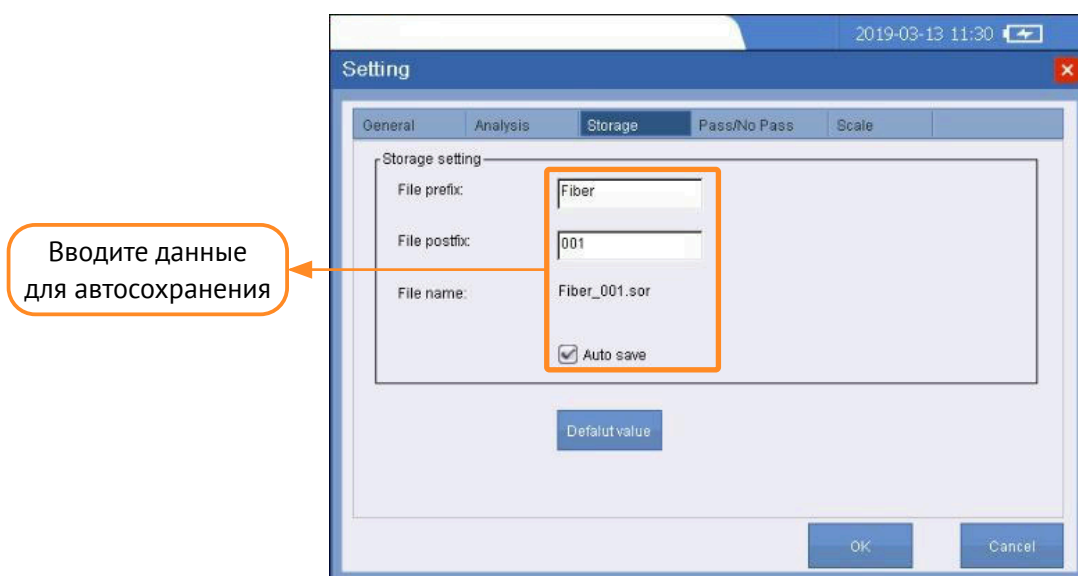 2019-03-13 11:30
Setting
General Analysis Storage Pass/No Pass Scale
Storage setting
File prefix: Fiber
File postfix: 001
File name: Fiber_001.sor
Auto save
Вводите данные
для автосохранения
Defalut value
OK Cancel